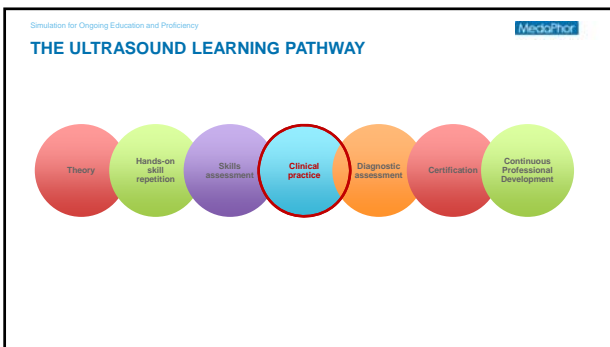 Simulation for Ongoing Education and Proficiency
MedaPhor
THE ULTRASOUND LEARNING PATHWAY
Theory
Hands-on
skill
repetition
Skills
assessment
Clinical
practice
Diagnostic
assessment
Certification
Continuous
Professional
Development